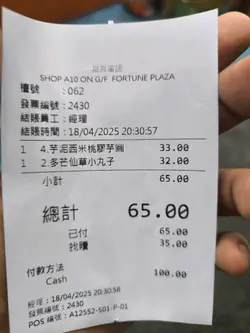 SHOP A10 ON G/F FORTUNE PLAZA
檯號 : 062
發票編號 : 2430
結賬員工 : 經理
結賬時間 : 18/04/2025 20:30:57
1 4.芋泥西米桃膠芋圓 33.00
1 2.多芒仙草小丸子 32.00
小計 65.00
總計 65.00
已付 65.00
找贖 35.00
付款方法
Cash 100.00
經理 : 18/04/2025 20:30:58
發票編號 : 2430
POS 編號 : A12552-S01-P-01